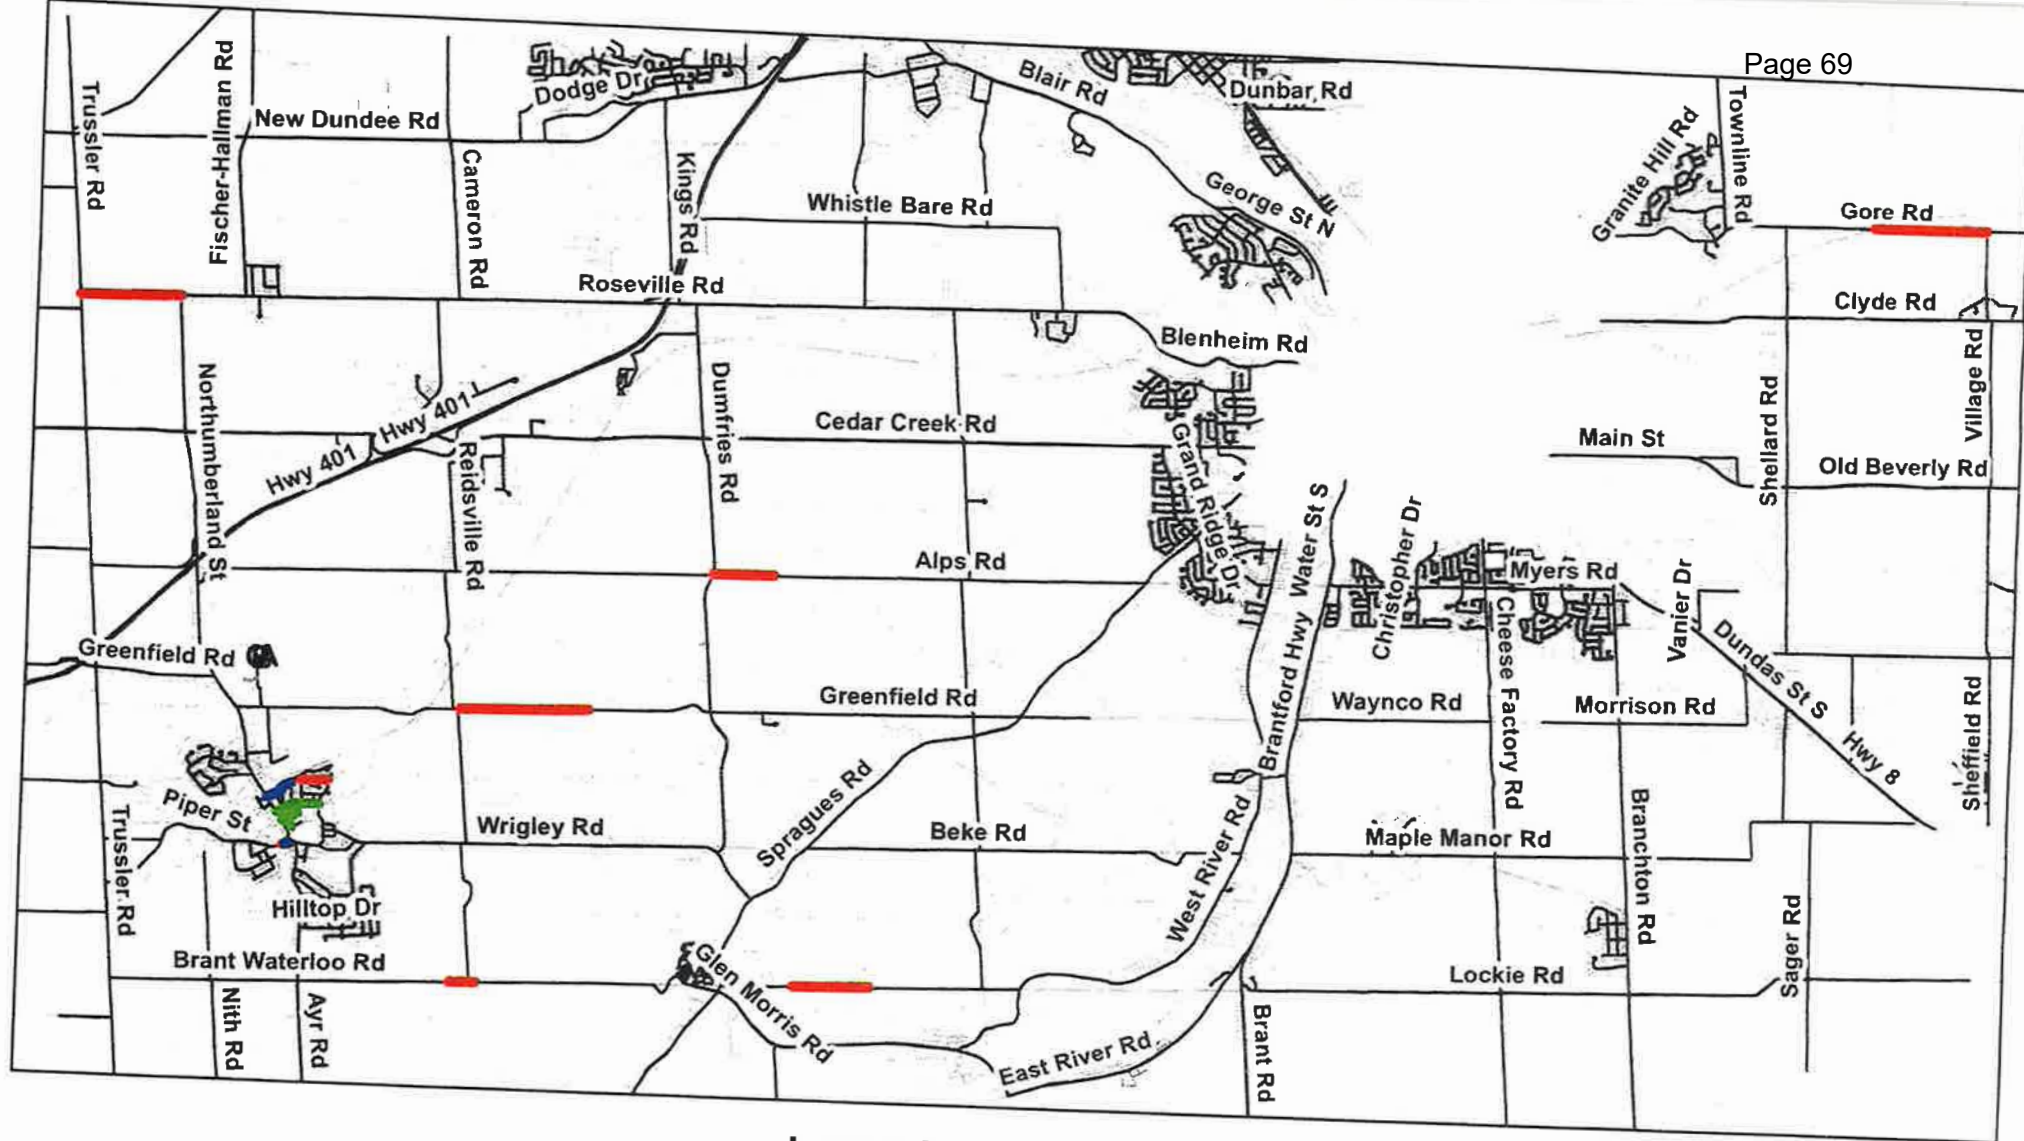 Page 69
Trussler Rd
Fischer-Hallman Rd
New Dundee Rd
Cameron Rd
Dodge Dr
Kings Rd
Blair Rd
Dunbar Rd
Whistle Bare Rd
George St N
Granite Hill Rd
Townline Rd
Gore Rd
Roseville Rd
Clyde Rd
Blenheim Rd
Village Rd
Northumberland St
Hwy 401
Hwy 401
Reidsville Rd
Dumfries Rd
Cedar Creek Rd
Grand Ridge Dr
Main St
Shellard Rd
Old Beverly Rd
Alps Rd
Water St S
Christopher Dr
Myers Rd
Vanier Dr
Cheese Factory Rd
Dundas St S
Hwy 8
Greenfield Rd
Greenfield Rd
Brantford Hwy
Waynco Rd
Morrison Rd
Sheffield Rd
Piper St
Trussler Rd
Wrigley Rd
Spragues Rd
Beke Rd
West River Rd
Maple Manor Rd
Branchton Rd
Hilltop Dr
Brant Waterloo Rd
Glen Morris Rd
Lockie Rd
Sager Rd
Nith Rd
Ayr Rd
East River Rd
Brant Rd